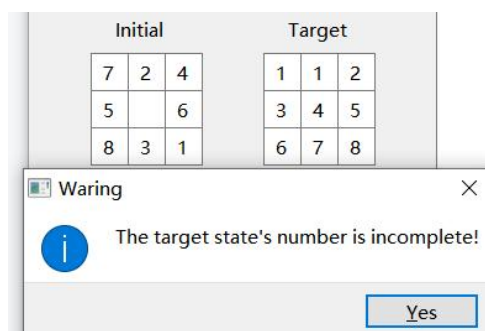 Initial Target
7 2 4 1 1 2
5 6 3 4 5
8 3 1 6 7 8
Waring
The target state's number is incomplete!
Yes